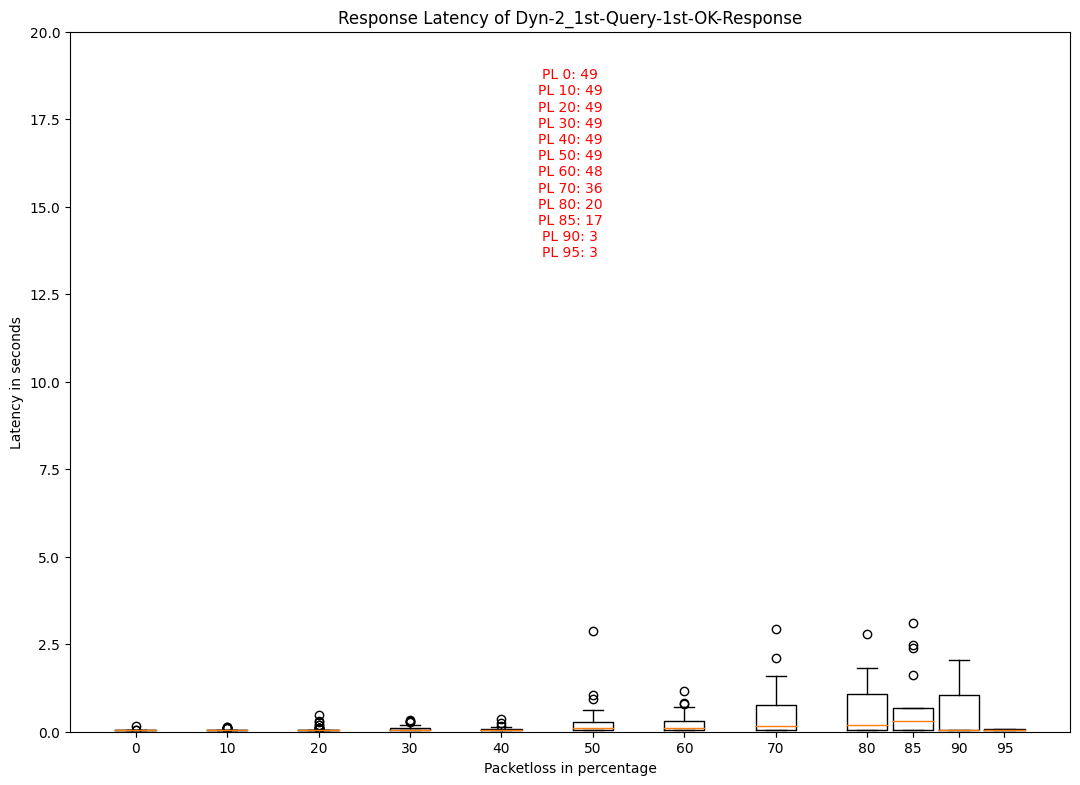 Response Latency of Dyn-2_1st-Query-1st-OK-Response
20.0
17.5
15.0
12.5
10.0
7.5
5.0
2.5
0.0
Latency in seconds
PL 0: 49
PL 10: 49
PL 20: 49
PL 30: 49
PL 40: 49
PL 50: 49
PL 60: 48
PL 70: 36
PL 80: 20
PL 85: 17
PL 90: 3
PL 95: 3
0 10 20 30 40 50 60 70 80 85 90 95
Packetloss in percentage